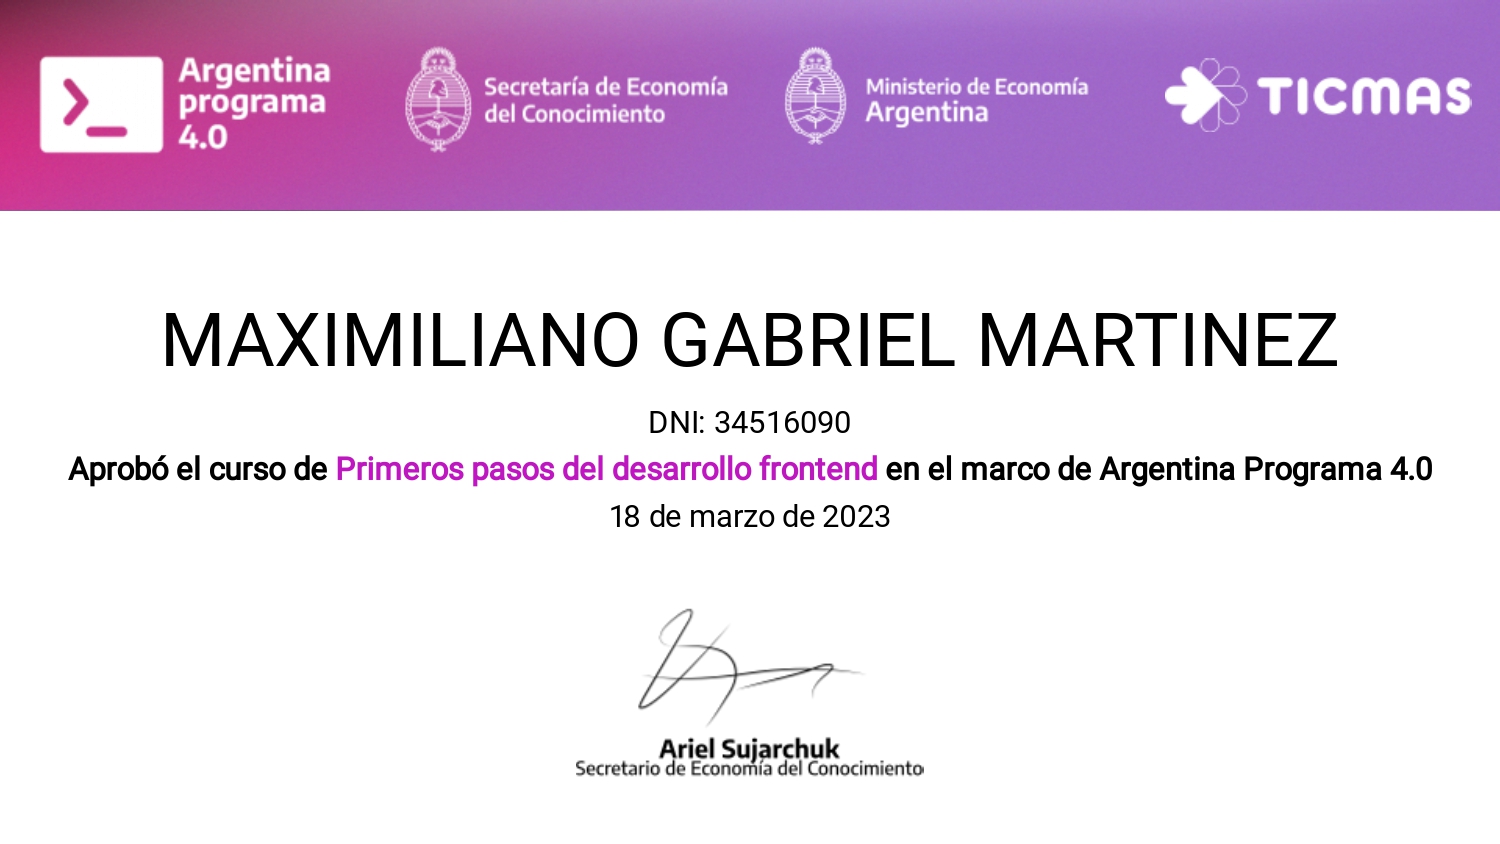 Argentina
programa
4.0
Secretaría de Economía
del Conocimiento
Ministerio de Economía
Argentina
TICMAS
MAXIMILIANO GABRIEL MARTINEZ
DNI: 34516090
Aprobó el curso de Primeros pasos del desarrollo frontend en el marco de Argentina Programa 4.0
18 de marzo de 2023
Ariel Sujarchuk
Secretario de Economía del Conocimiento